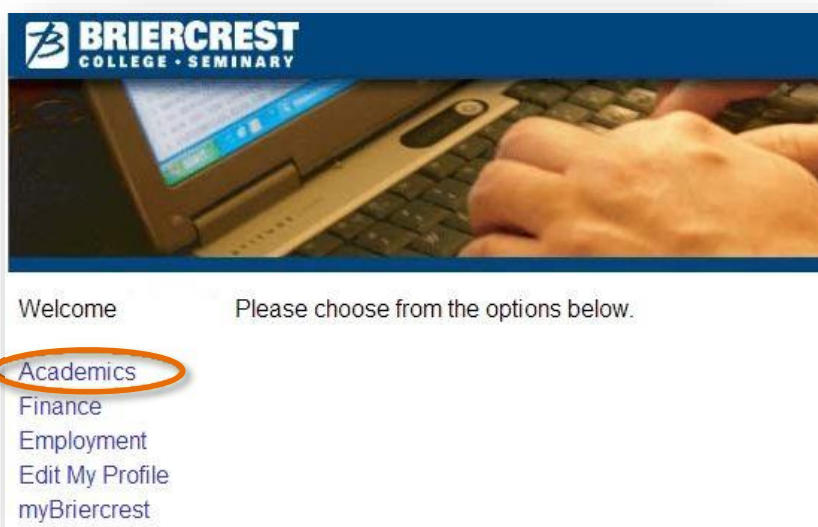 BRIERCREST
COLLEGE · SEMINARY
Welcome
Please choose from the options below.
Academics
Finance
Employment
Edit My Profile
myBriercrest